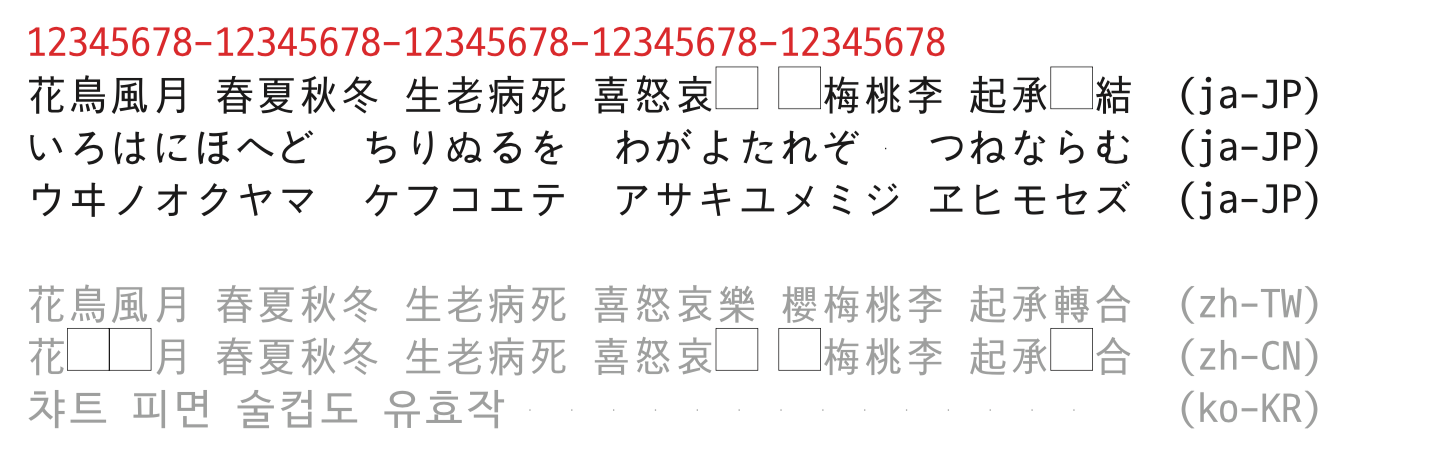 12345678-12345678-12345678-12345678-12345678
花鳥風月 春夏秋冬 生老病死 喜怒哀□ □梅桃李 起承□結 (ja-JP)
いろはにほへど ちりぬるを わがよたれぞ つねならむ (ja-JP)
ウヰノオクヤマ ケフコエテ アサキユメミジ ヱヒモセズ (ja-JP)
花鳥風月 春夏秋冬 生老病死 喜怒哀樂 櫻梅桃李 起承轉合 (zh-TW)
花□□月 春夏秋冬 生老病死 喜怒哀□ □梅桃李 起承□合 (zh-CN)
챠트 피면 술컵도 유효작 (ko-KR)